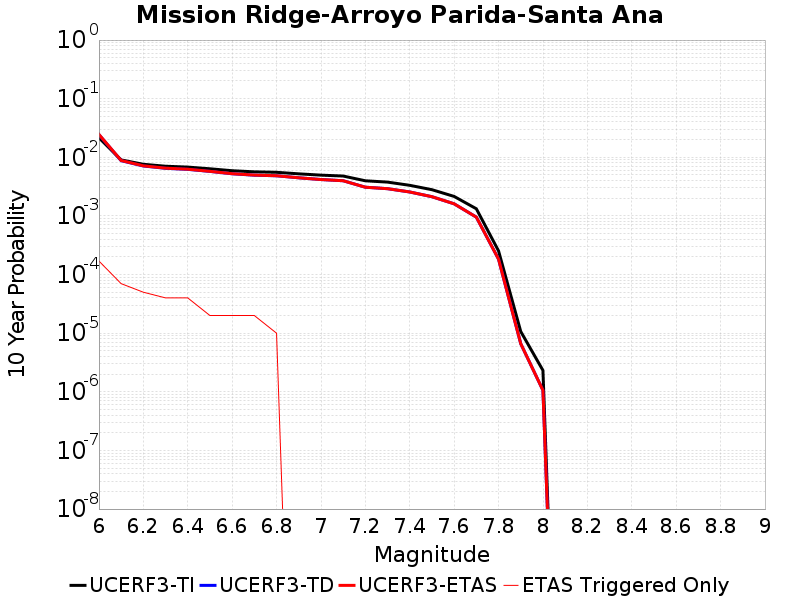 Mission Ridge-Arroyo Parida-Santa Ana
10^0
10^-1
10^-2
10^-3
10^-4
10^-5
10^-6
10^-7
10^-8
10 Year Probability
6 6.2 6.4 6.6 6.8 7 7.2 7.4 7.6 7.8 8 8.2 8.4 8.6 8.8 9
Magnitude
UCERF3-TI UCERF3-TD UCERF3-ETAS ETAS Triggered Only